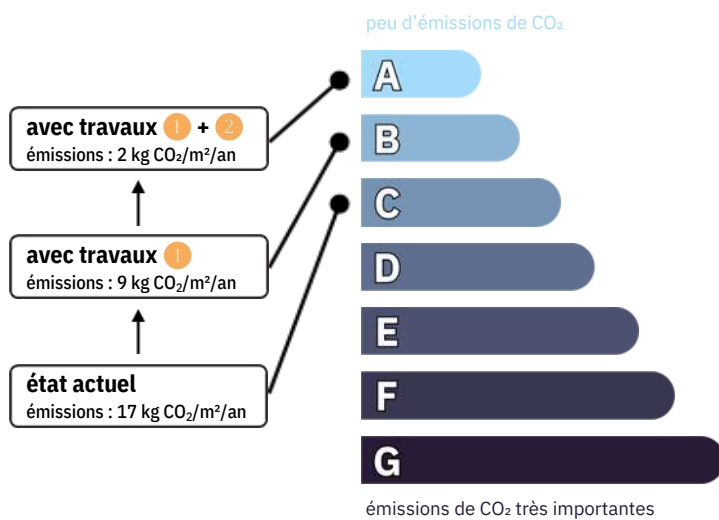 peu d'émissions de CO₂
A
avec travaux 1 + 2
émissions : 2 kg CO₂/m²/an
B
C
avec travaux 1
émissions : 9 kg CO₂/m²/an
D
E
état actuel
émissions : 17 kg CO₂/m²/an
F
G
émissions de CO₂ très importantes